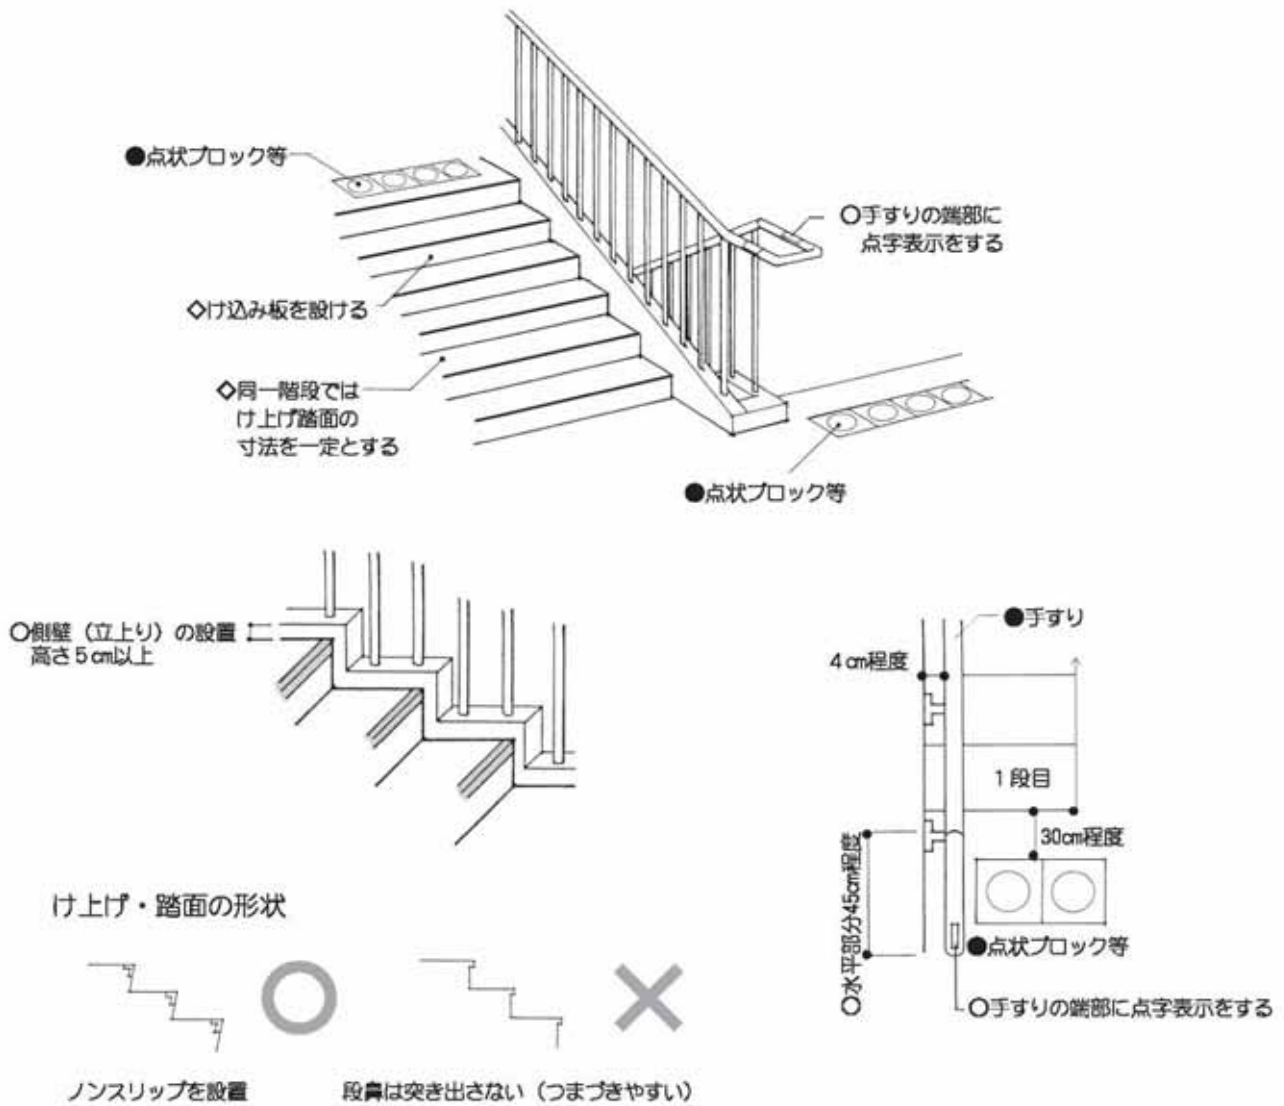 ●点状ブロック等
○手すりの端部に
点字表示をする
◇け込み板を設ける
◇同一階段では
け上げ踏面の
寸法を一定とする
●点状ブロック等
○側壁（立上り）の設置
高さ5cm以上
●手すり
4cm程度
1段目
30cm程度
○水平部分45cm程度
●点状ブロック等
○手すりの端部に点字表示をする
け上げ・踏面の形状
ノンスリップを設置
段鼻は突き出さない（つまづきやすい）